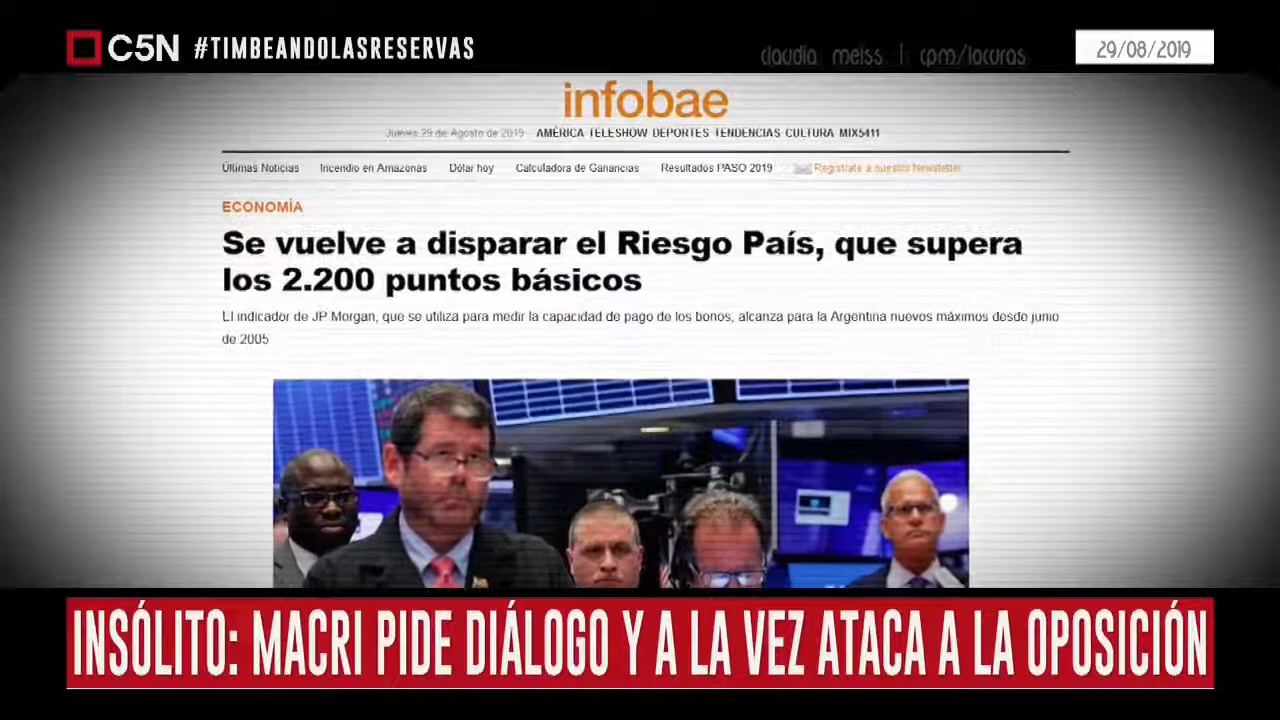 C5N #TIMBEANDOLASRESERVAS
claudia meiss | cpm/locuras
29/08/2019
infobae
Jueves 29 de Agosto de 2019 AMÉRICA TELESHOW DEPORTES TENDENCIAS CULTURA MIX5411
Últimas Noticias Incendio en Amazonas Dólar hoy Calculadora de Ganancias Resultados PASO 2019 Registrate a nuestro Newsletter
ECONOMÍA
Se vuelve a disparar el Riesgo País, que supera
los 2.200 puntos básicos
El indicador de JP Morgan, que se utiliza para medir la capacidad de pago de los bonos, alcanza para la Argentina nuevos máximos desde junio
de 2005
INSÓLITO: MACRI PIDE DIÁLOGO Y A LA VEZ ATACA A LA OPOSICIÓN